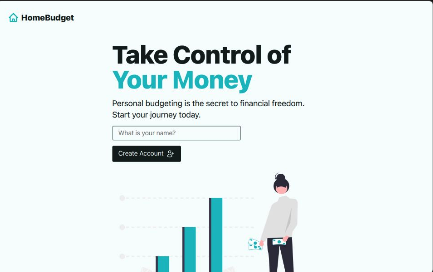 HomeBudget
Take Control of
Your Money
Personal budgeting is the secret to financial freedom.
Start your journey today.
What is your name?
Create Account